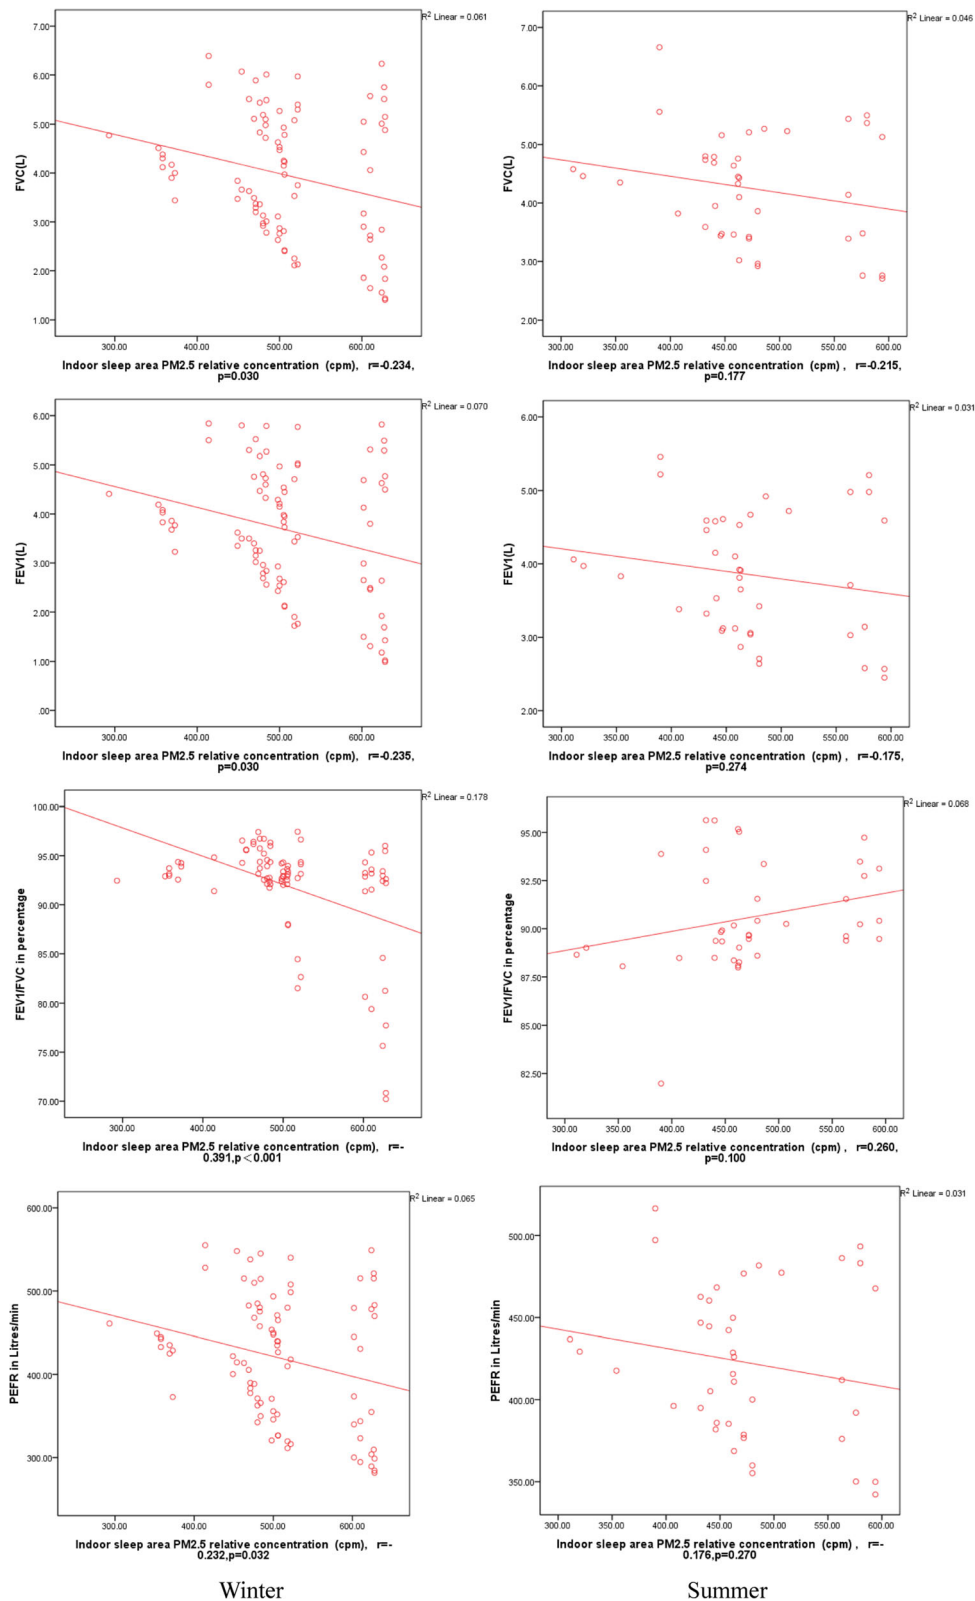 R² Linear = 0.061
7.00
6.00
5.00
4.00
3.00
2.00
1.00
FVC(L)
300.00 400.00 500.00 600.00
Indoor sleep area PM2.5 relative concentration (cpm), r=-0.234,
p=0.030
R² Linear = 0.046
7.00
6.00
5.00
4.00
3.00
2.00
FVC(L)
300.00 350.00 400.00 450.00 500.00 550.00 600.00
Indoor sleep area PM2.5 relative concentration (cpm) , r=-0.215,
p=0.177
R² Linear = 0.070
6.00
5.00
4.00
3.00
2.00
1.00
.00
FEV1(L)
300.00 400.00 500.00 600.00
Indoor sleep area PM2.5 relative concentration (cpm), r=-0.235,
p=0.030
R² Linear = 0.031
6.00
5.00
4.00
3.00
2.00
FEV1(L)
300.00 350.00 400.00 450.00 500.00 550.00 600.00
Indoor sleep area PM2.5 relative concentration (cpm) , r=-0.175,
p=0.274
R² Linear = 0.178
100.00
95.00
90.00
85.00
80.00
75.00
70.00
FEV1/FVC in percentage
300.00 400.00 500.00 600.00
Indoor sleep area PM2.5 relative concentration (cpm), r=-
0.391,p<0.001
R² Linear = 0.068
95.00
92.50
90.00
87.50
85.00
82.50
FEV1/FVC in percentage
300.00 350.00 400.00 450.00 500.00 550.00 600.00
Indoor sleep area PM2.5 relative concentration (cpm) , r=0.260,
p=0.100
R² Linear = 0.065
600.00
500.00
400.00
300.00
PEFR in Litres/min
300.00 400.00 500.00 600.00
Indoor sleep area PM2.5 relative concentration (cpm), r=-
0.232,p=0.032
R² Linear = 0.031
500.00
450.00
400.00
350.00
PEFR in Litres/min
300.00 350.00 400.00 450.00 500.00 550.00 600.00
Indoor sleep area PM2.5 relative concentration (cpm) , r=-
0.176,p=0.270
Winter
Summer